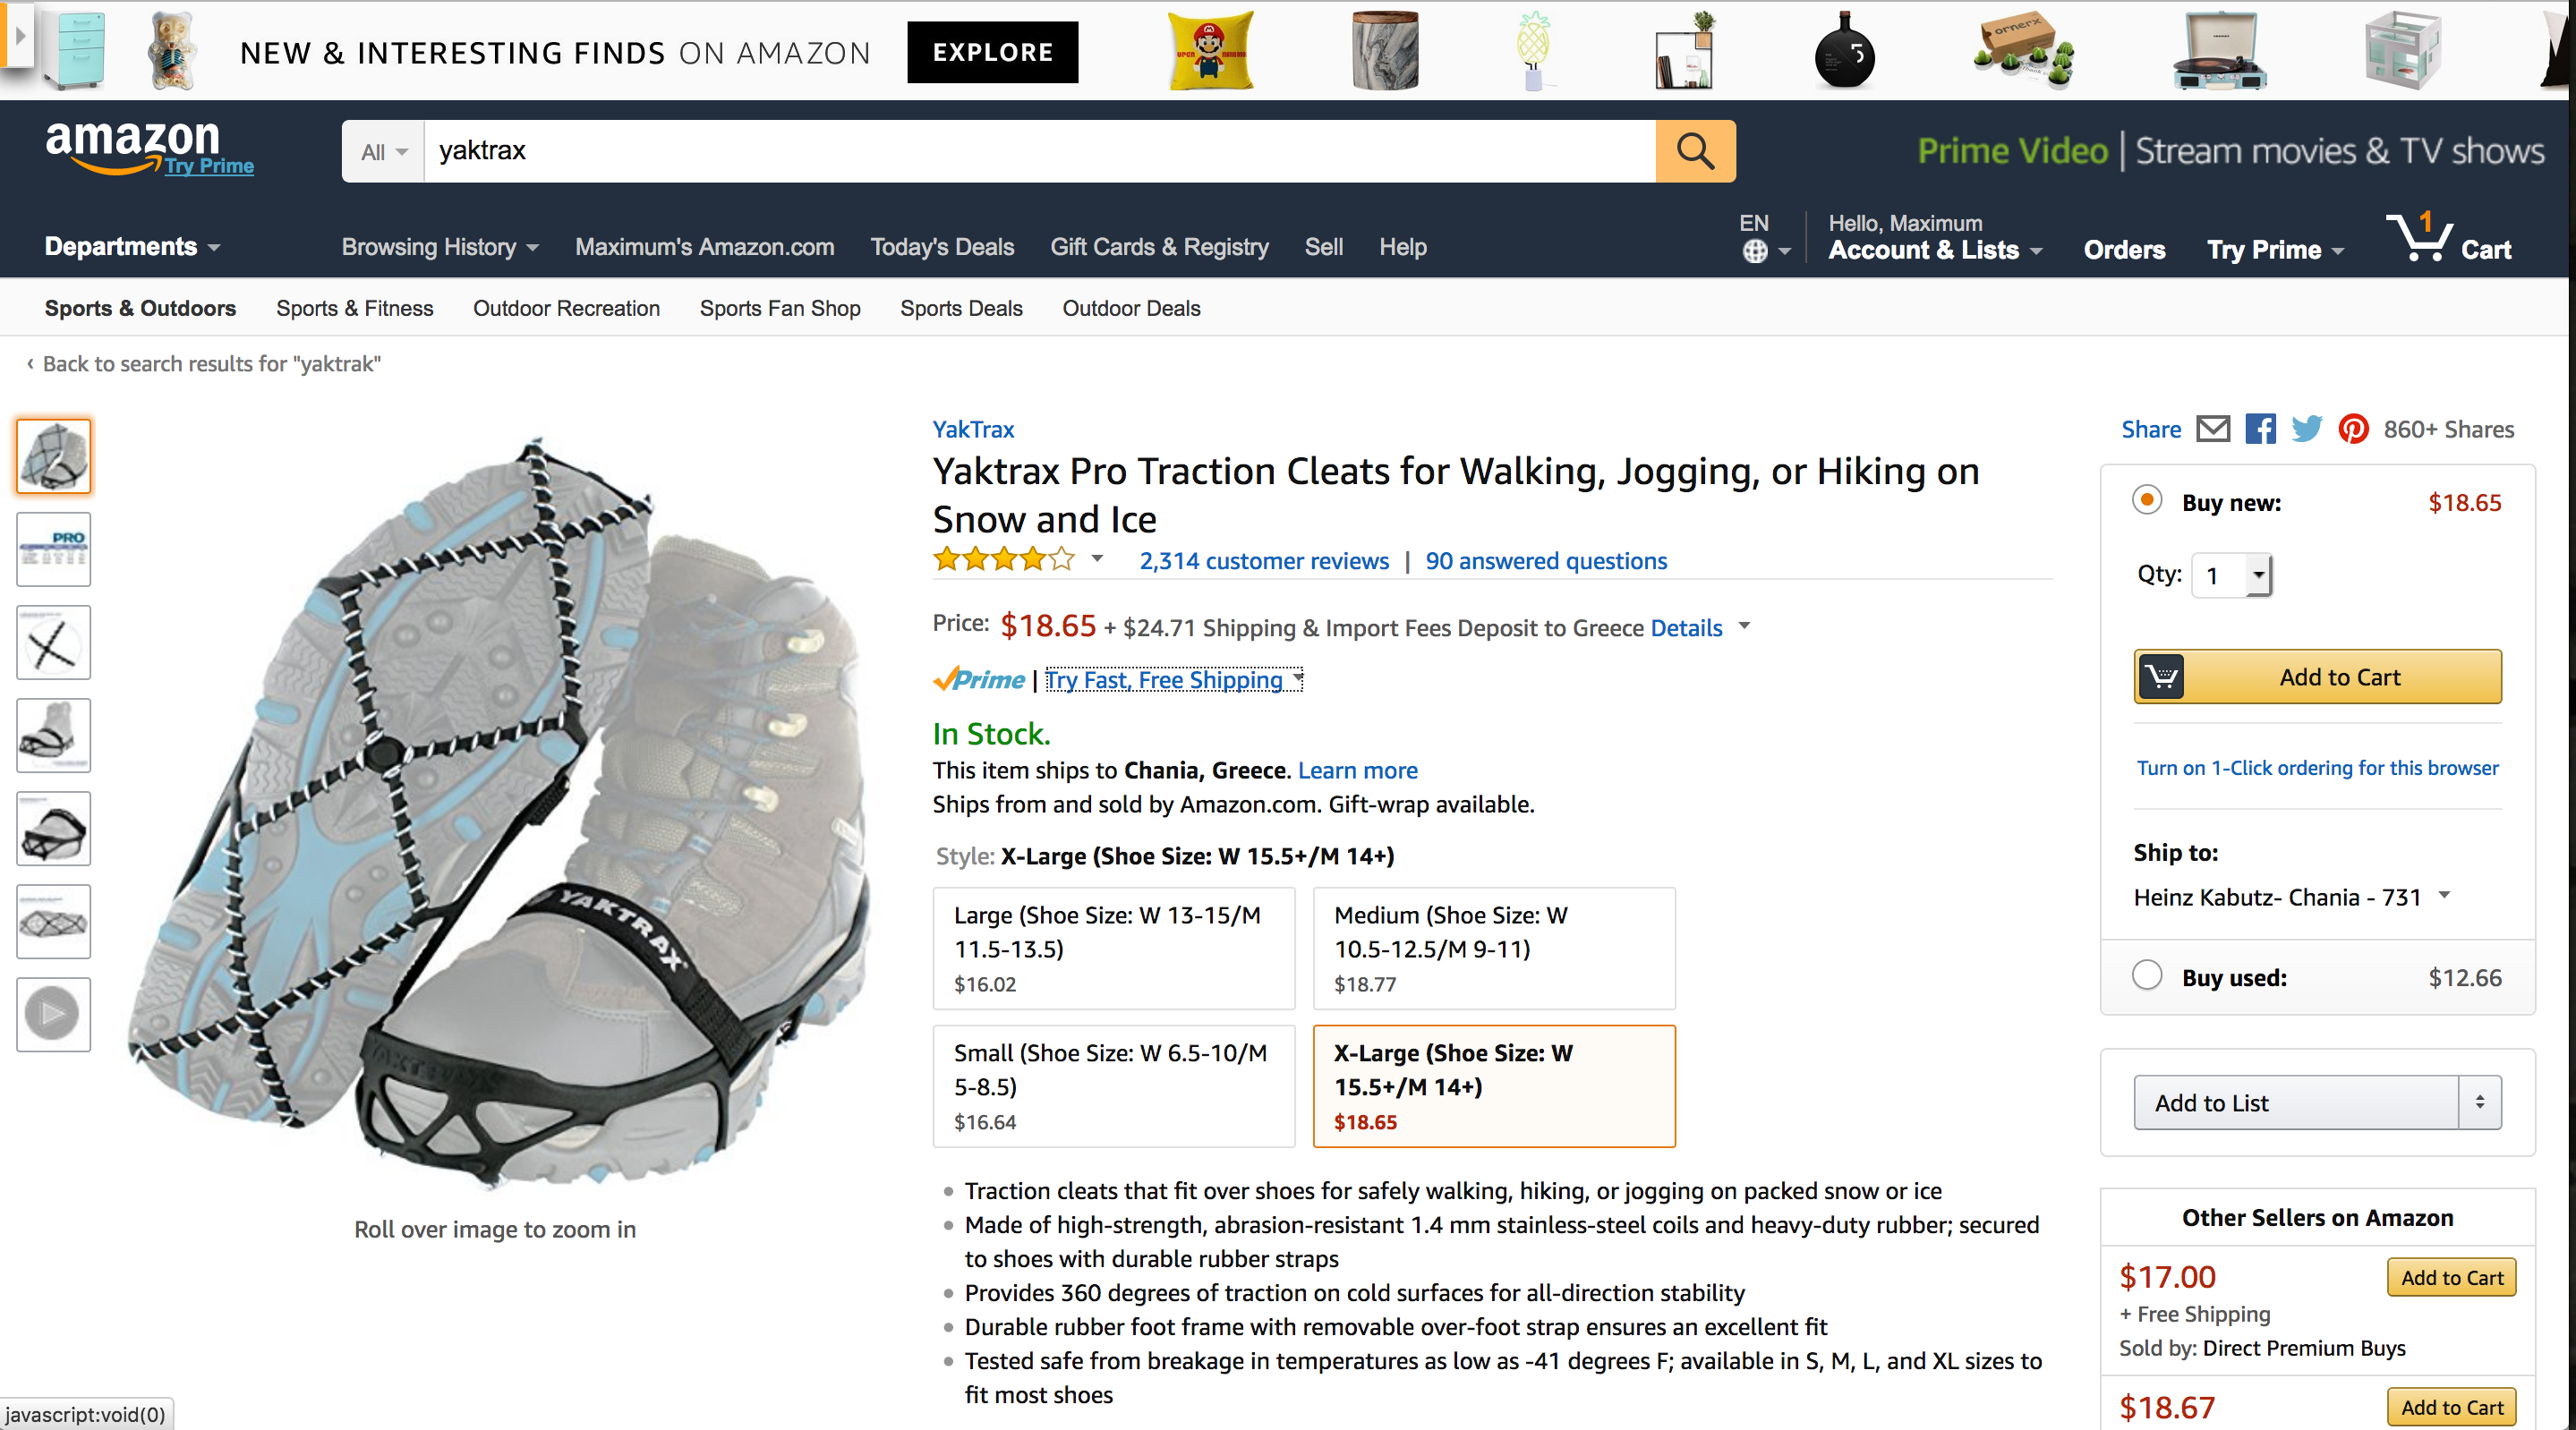 NEW & INTERESTING FINDS ON AMAZON
EXPLORE
amazon
Try Prime
All
yaktrax
Prime Video | Stream movies & TV shows
Departments
Browsing History
Maximum's Amazon.com
Today's Deals
Gift Cards & Registry
Sell
Help
EN
Hello, Maximum
Account & Lists
Orders
Try Prime
1
Cart
Sports & Outdoors
Sports & Fitness
Outdoor Recreation
Sports Fan Shop
Sports Deals
Outdoor Deals
‹ Back to search results for "yaktrak"
PRO
YAKTRAX
YAKTRAX
Roll over image to zoom in
YakTrax
Yaktrax Pro Traction Cleats for Walking, Jogging, or Hiking on
Snow and Ice
2,314 customer reviews | 90 answered questions
Price: $18.65 + $24.71 Shipping & Import Fees Deposit to Greece Details
Prime | Try Fast, Free Shipping
In Stock.
This item ships to Chania, Greece. Learn more
Ships from and sold by Amazon.com. Gift-wrap available.
Style: X-Large (Shoe Size: W 15.5+/M 14+)
Large (Shoe Size: W 13-15/M
11.5-13.5)
$16.02
Medium (Shoe Size: W
10.5-12.5/M 9-11)
$18.77
Small (Shoe Size: W 6.5-10/M
5-8.5)
$16.64
X-Large (Shoe Size: W
15.5+/M 14+)
$18.65
• Traction cleats that fit over shoes for safely walking, hiking, or jogging on packed snow or ice
• Made of high-strength, abrasion-resistant 1.4 mm stainless-steel coils and heavy-duty rubber; secured
to shoes with durable rubber straps
• Provides 360 degrees of traction on cold surfaces for all-direction stability
• Durable rubber foot frame with removable over-foot strap ensures an excellent fit
• Tested safe from breakage in temperatures as low as -41 degrees F; available in S, M, L, and XL sizes to
fit most shoes
Share
860+ Shares
Buy new:
$18.65
Qty: 1
Add to Cart
Turn on 1-Click ordering for this browser
Ship to:
Heinz Kabutz- Chania - 731
Buy used:
$12.66
Add to List
Other Sellers on Amazon
$17.00
Add to Cart
+ Free Shipping
Sold by: Direct Premium Buys
$18.67
Add to Cart
javascript:void(0)